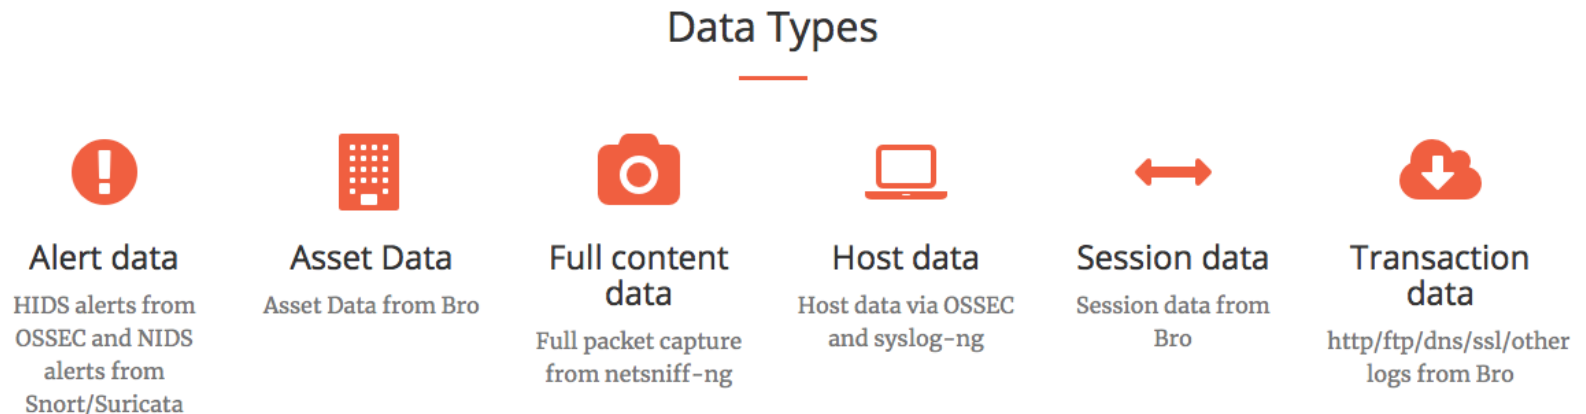 Data Types
Alert data
HIDS alerts from
OSSEC and NIDS
alerts from
Snort/Suricata
Asset Data
Asset Data from Bro
Full content
data
Full packet capture
from netsniff-ng
Host data
Host data via OSSEC
and syslog-ng
Session data
Session data from
Bro
Transaction
data
http/ftp/dns/ssl/other
logs from Bro